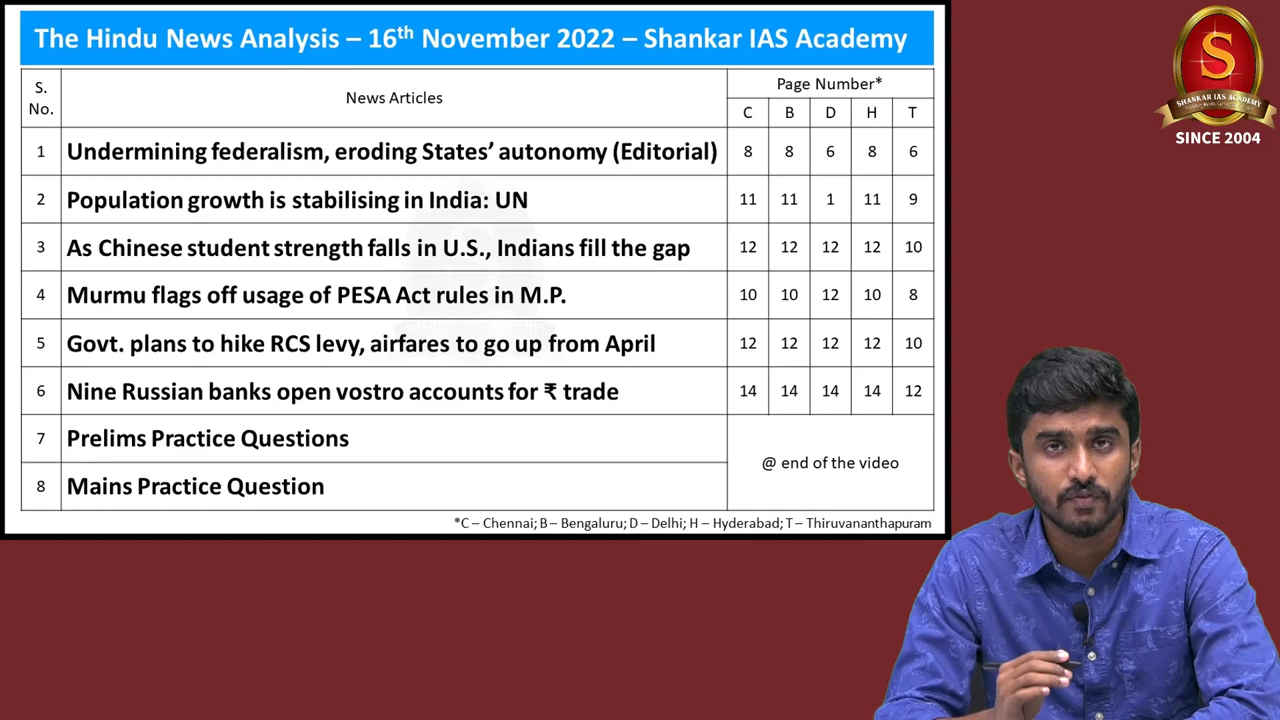 The Hindu News Analysis – 16th November 2022 – Shankar IAS Academy
S. No. News Articles Page Number*
C B D H T
1 Undermining federalism, eroding States’ autonomy (Editorial) 8 8 6 8 6
2 Population growth is stabilising in India: UN 11 11 1 11 9
3 As Chinese student strength falls in U.S., Indians fill the gap 12 12 12 12 10
4 Murmu flags off usage of PESA Act rules in M.P. 10 10 12 10 8
5 Govt. plans to hike RCS levy, airfares to go up from April 12 12 12 12 10
6 Nine Russian banks open vostro accounts for ₹ trade 14 14 14 14 12
7 Prelims Practice Questions
@ end of the video
8 Mains Practice Question
*C – Chennai; B – Bengaluru; D – Delhi; H – Hyderabad; T – Thiruvananthapuram
S
SHANKAR IAS ACADEMY
SINCE 2004